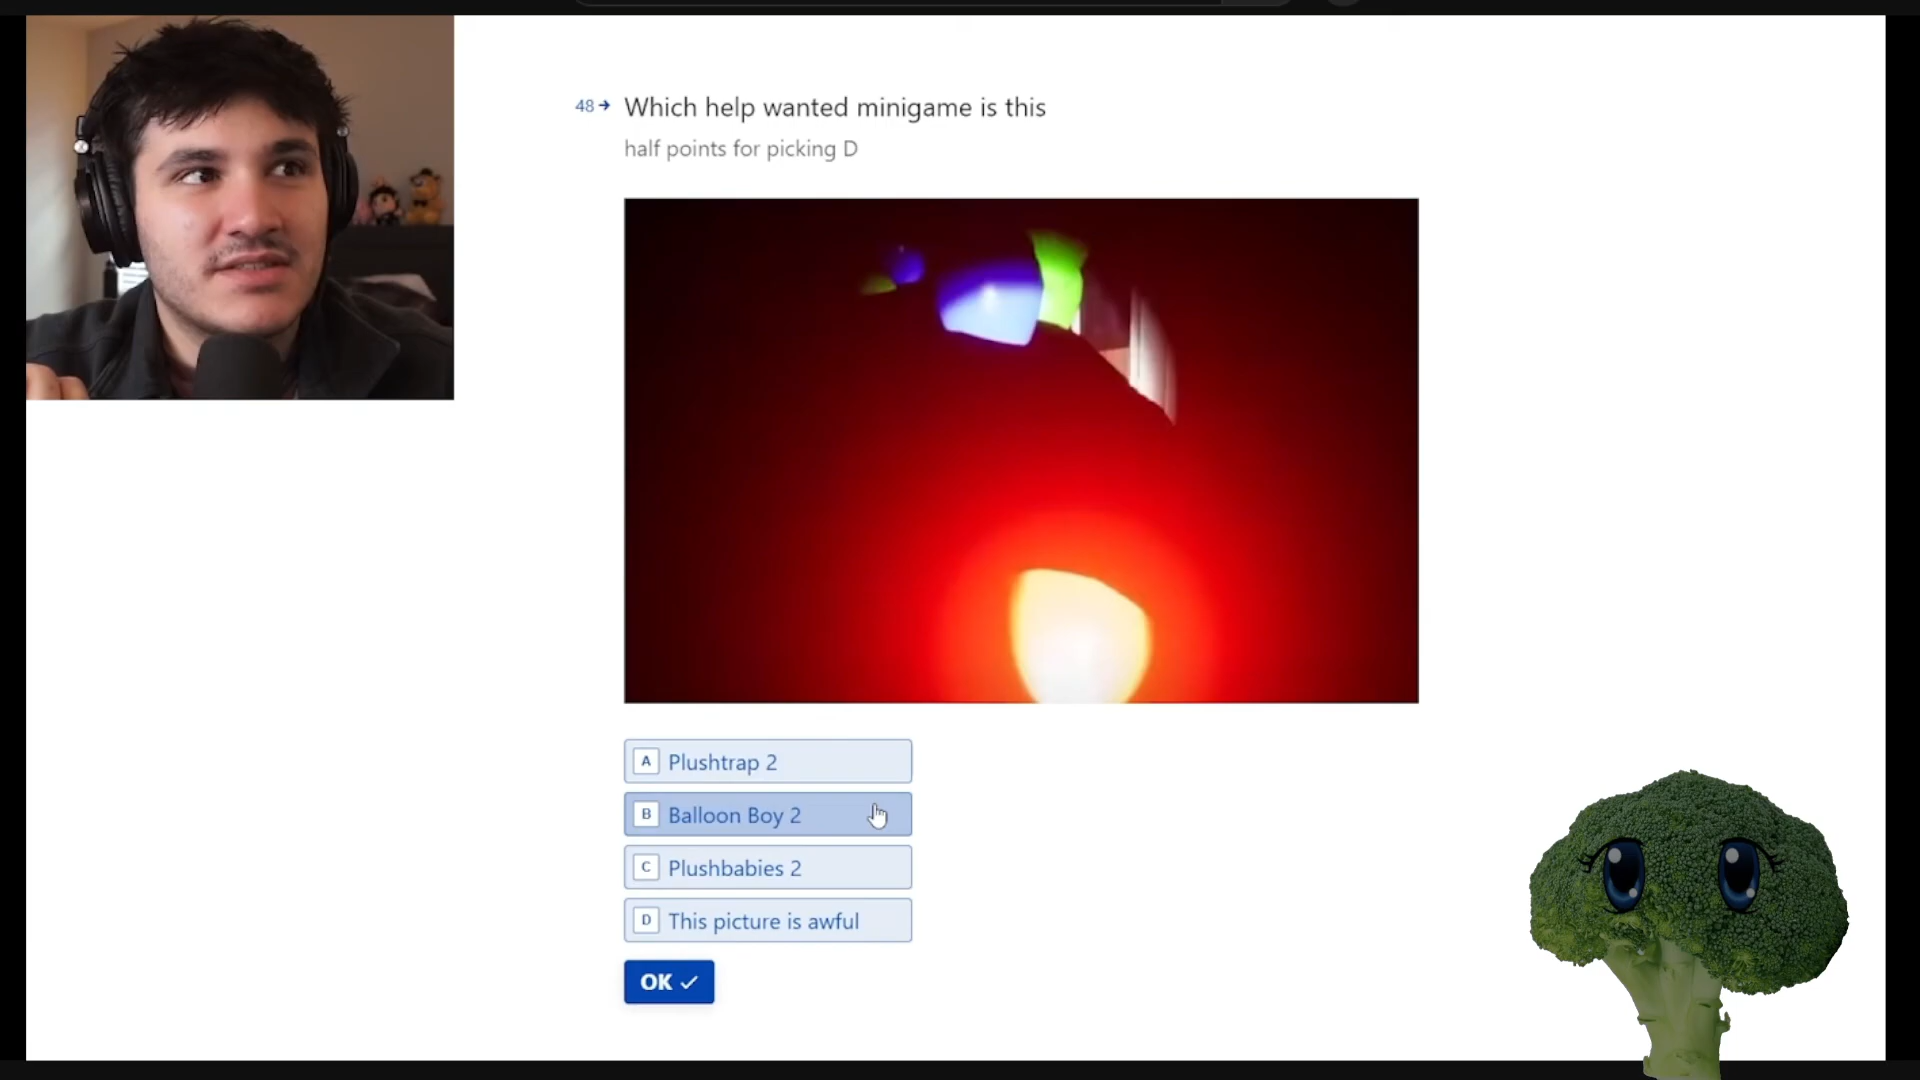 48 → Which help wanted minigame is this
half points for picking D
A Plushtrap 2
B Balloon Boy 2
C Plushbabies 2
D This picture is awful
OK ✓